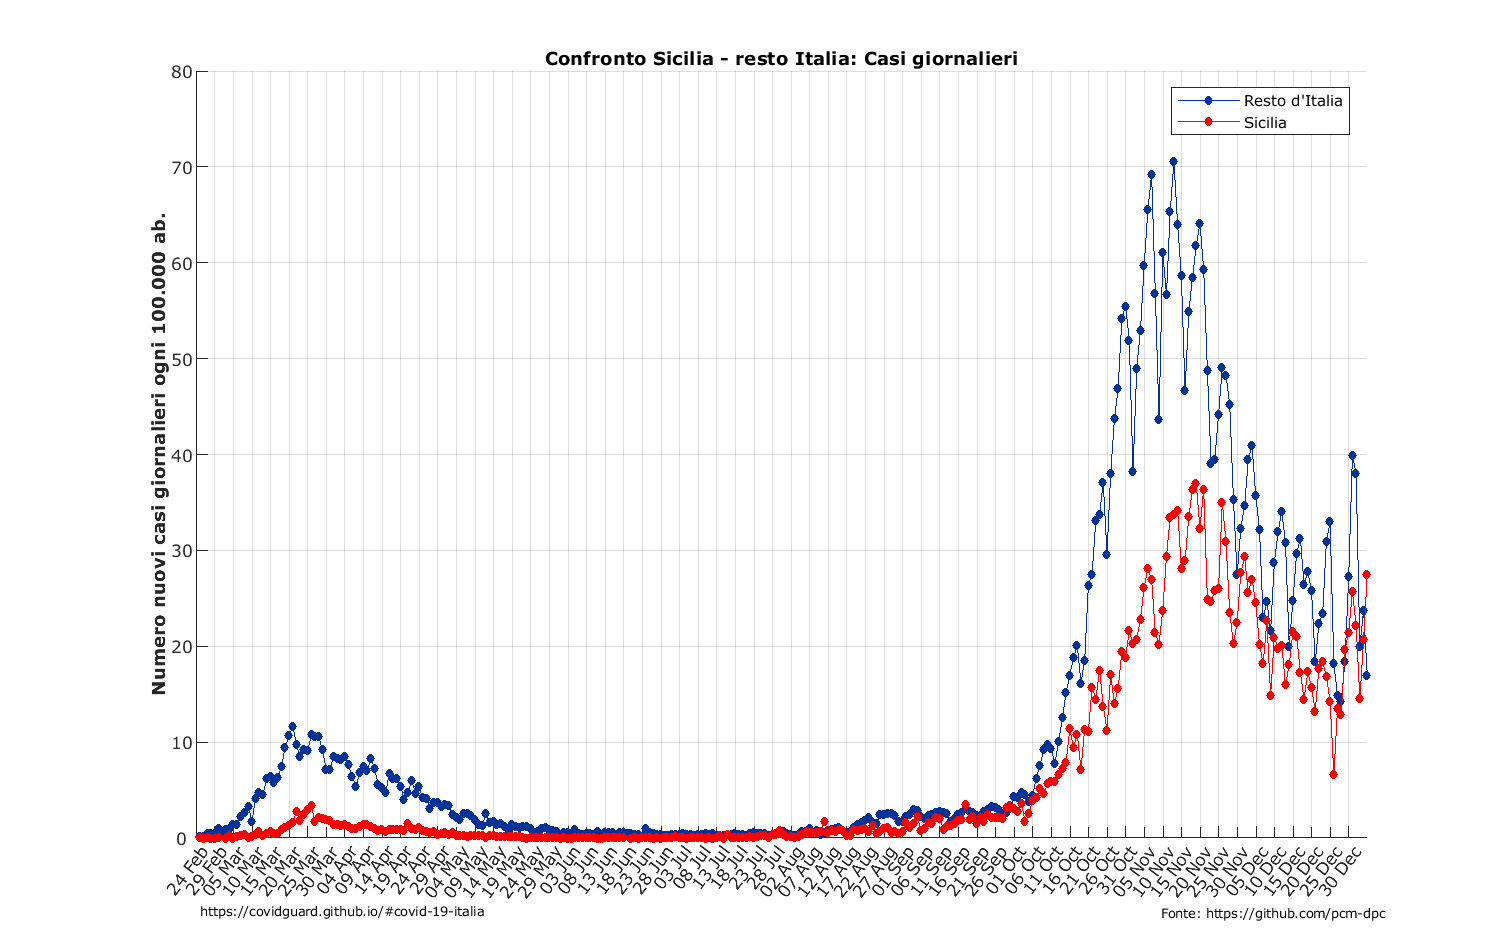 Confronto Sicilia - resto Italia: Casi giornalieri
Resto d'Italia
Sicilia
Numero nuovi casi giornalieri ogni 100.000 ab.
80
70
60
50
40
30
20
10
0
24 Feb
29 Feb
05 Mar
10 Mar
15 Mar
20 Mar
25 Mar
30 Mar
04 Apr
09 Apr
14 Apr
19 Apr
24 Apr
29 Apr
04 May
09 May
14 May
19 May
24 May
29 May
03 Jun
08 Jun
13 Jun
18 Jun
23 Jun
28 Jun
03 Jul
08 Jul
13 Jul
18 Jul
23 Jul
28 Jul
02 Aug
07 Aug
12 Aug
17 Aug
22 Aug
27 Aug
01 Sep
06 Sep
11 Sep
16 Sep
21 Sep
26 Sep
01 Oct
06 Oct
11 Oct
16 Oct
21 Oct
26 Oct
31 Oct
05 Nov
10 Nov
15 Nov
20 Nov
25 Nov
30 Nov
05 Dec
10 Dec
15 Dec
20 Dec
25 Dec
30 Dec
https://covidguard.github.io/#covid-19-italia
Fonte: https://github.com/pcm-dpc